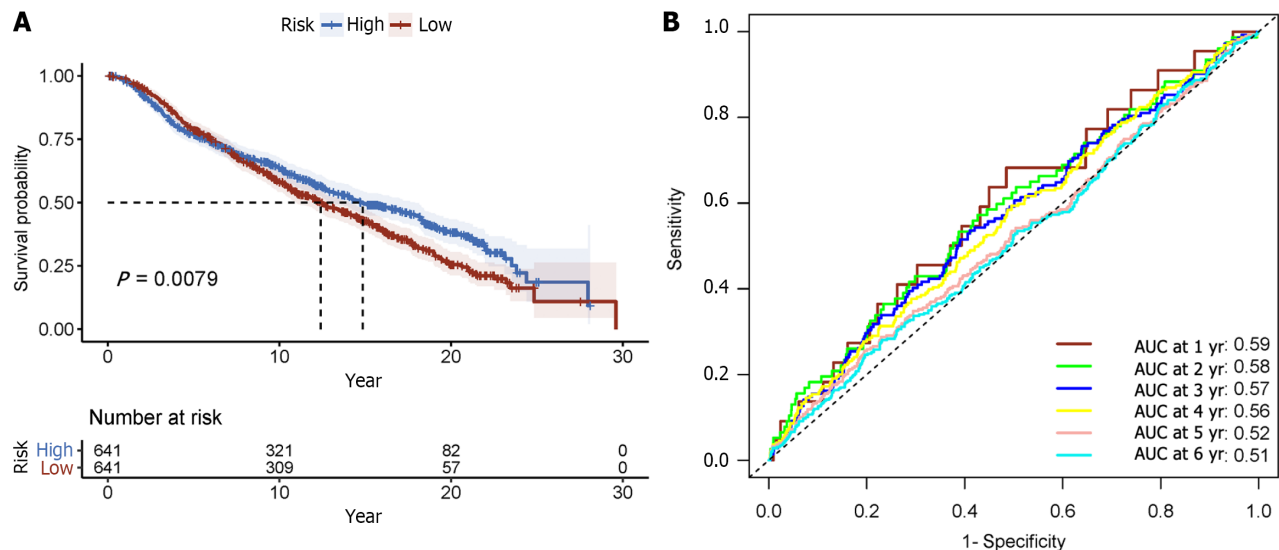 A
Risk High Low
1.00
0.75
0.50
0.25
0.00
Survival probability
P = 0.0079
0 10 20 30
Year
Number at risk
Risk
High 641 321 82 0
Low 641 309 57 0
0 10 20 30
Year
B
1.0
0.8
0.6
0.4
0.2
0.0
Sensitivity
AUC at 1 yr: 0.59
AUC at 2 yr: 0.58
AUC at 3 yr: 0.57
AUC at 4 yr: 0.56
AUC at 5 yr: 0.52
AUC at 6 yr: 0.51
0.0 0.2 0.4 0.6 0.8 1.0
1- Specificity